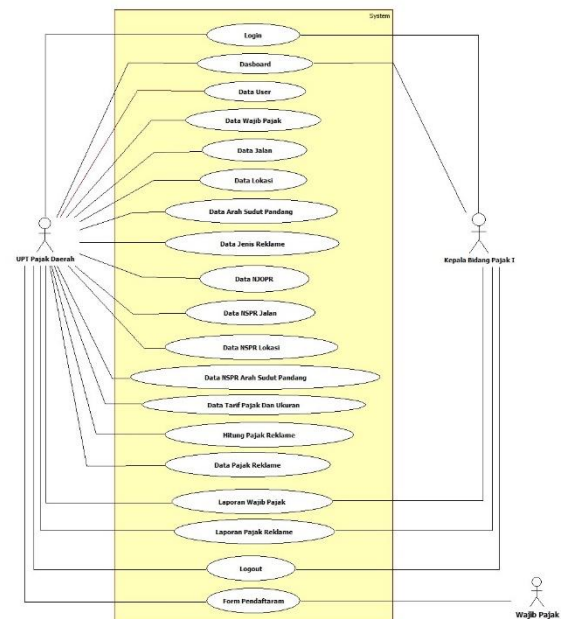 System
Login
Dasboard
Data User
Data Wajib Pajak
Data Jalan
Data Lokasi
Data Arah Sudut Pandang
Data Jenis Reklame
UPT Pajak Daerah
Kepala Bidang Pajak I
Data NJOPR
Data NSPR Jalan
Data NSPR Lokasi
Data NSPR Arah Sudut Pandang
Data Tarif Pajak Dan Ukuran
Hitung Pajak Reklame
Data Pajak Reklame
Laporan Wajib Pajak
Laporan Pajak Reklame
Logout
Form Pendaftaram
Wajib Pajak